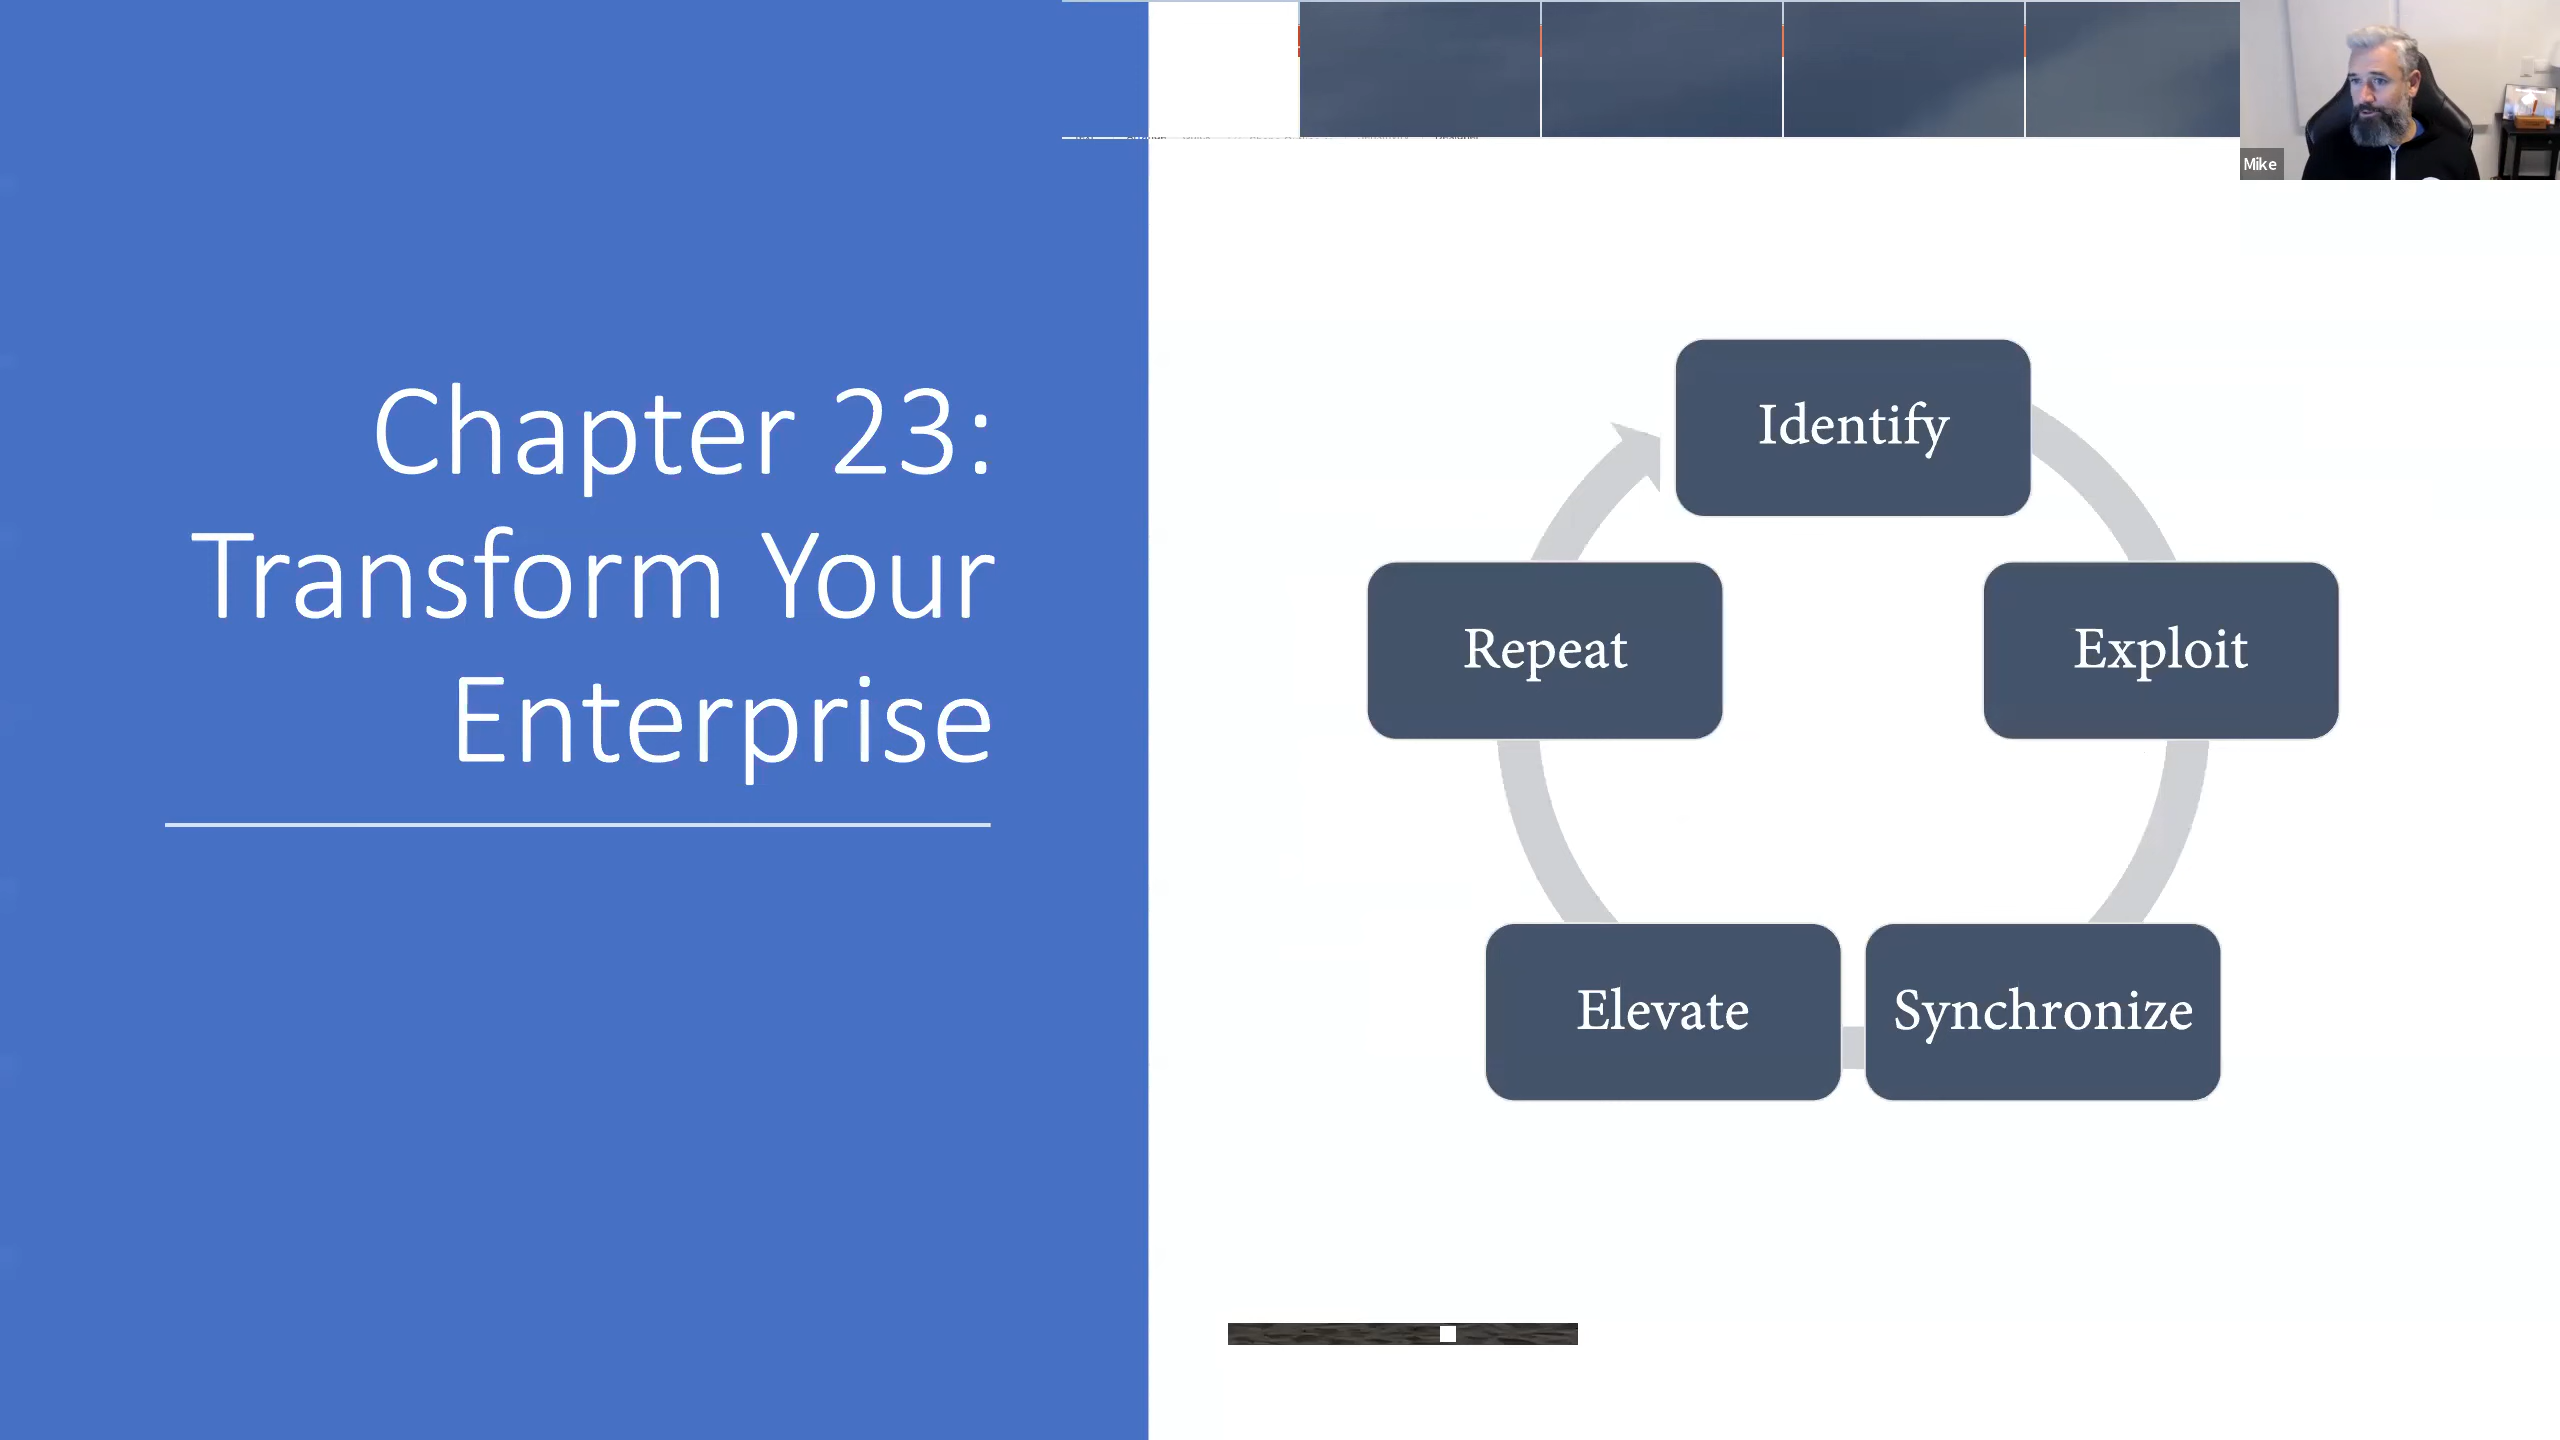 Mike
Chapter 23:
Transform Your
Enterprise
Identify
Exploit
Synchronize
Elevate
Repeat